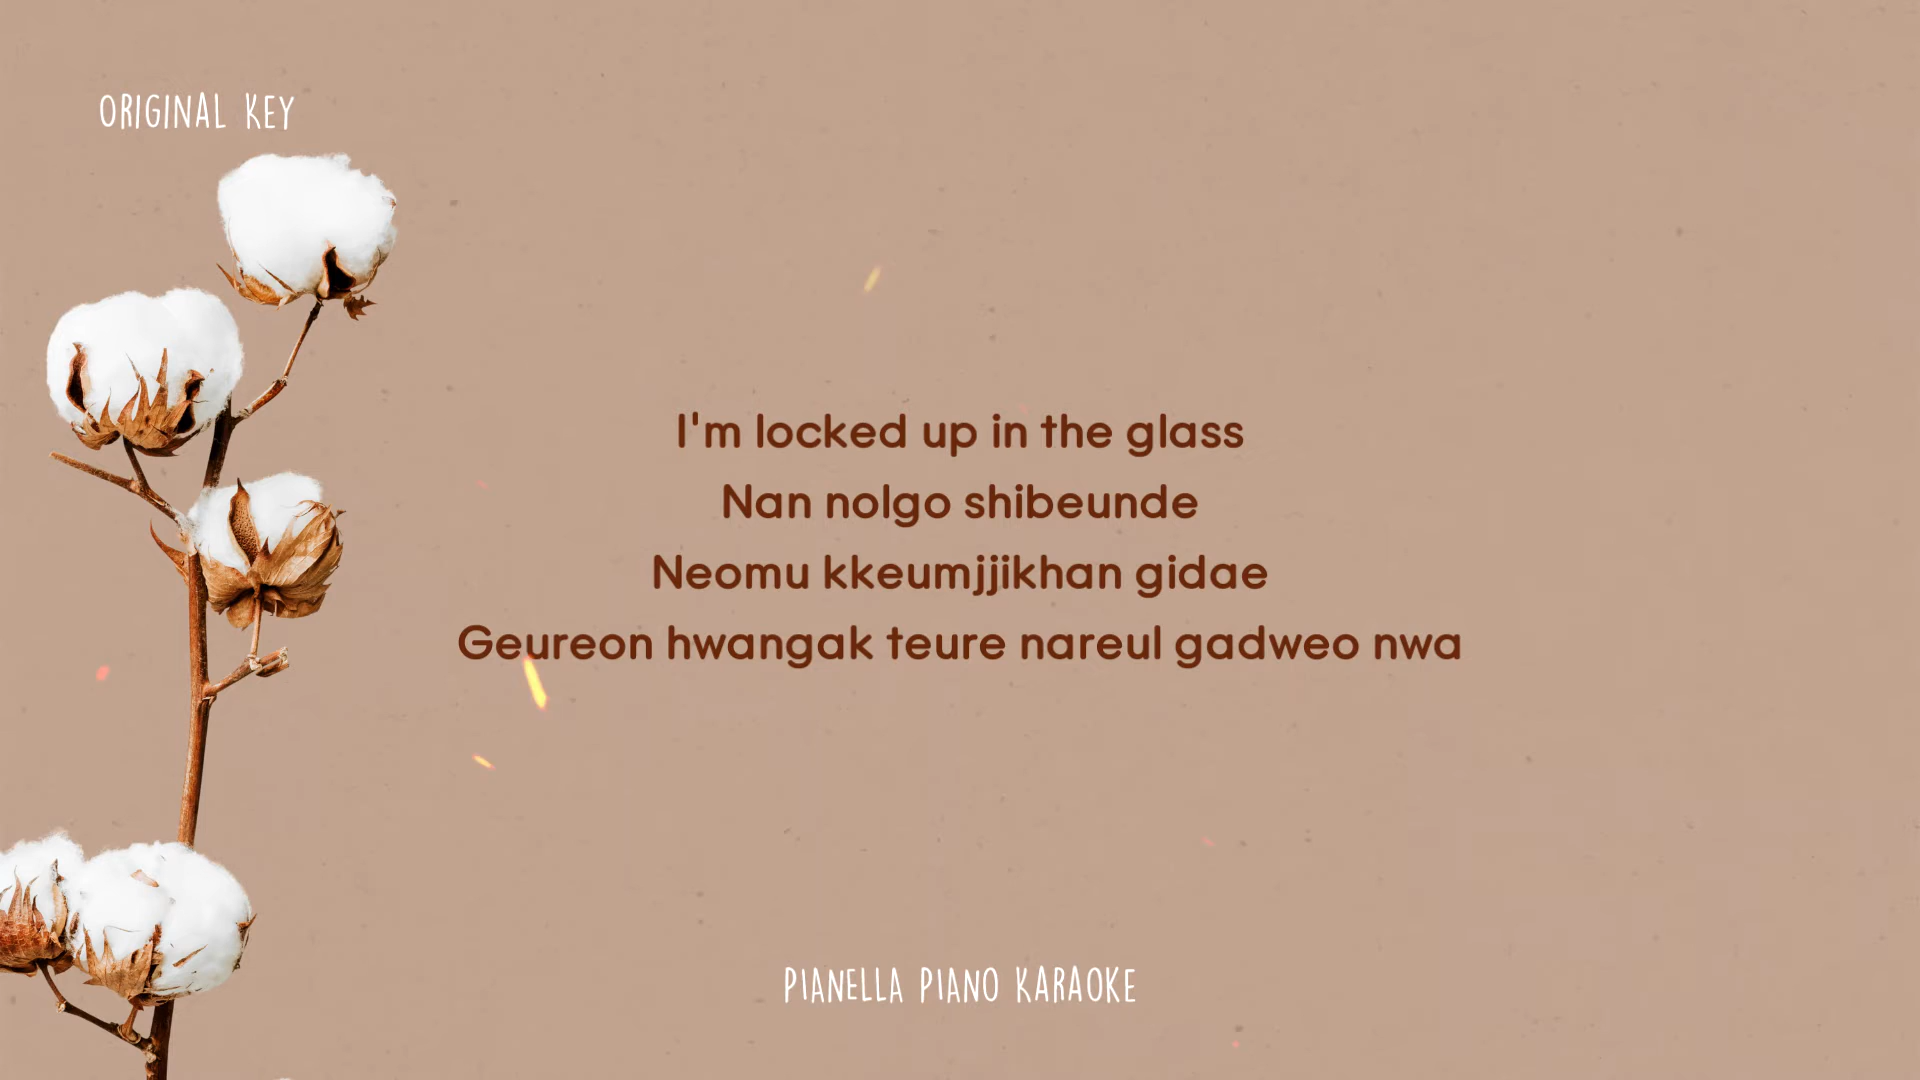 ORIGINAL KEY
I'm locked up in the glass
Nan nolgo shibeunde
Neomu kkeumjjikhan gidae
Geureon hwangak teure nareul gadweo nwa
PIANELLA PIANO KARAOKE